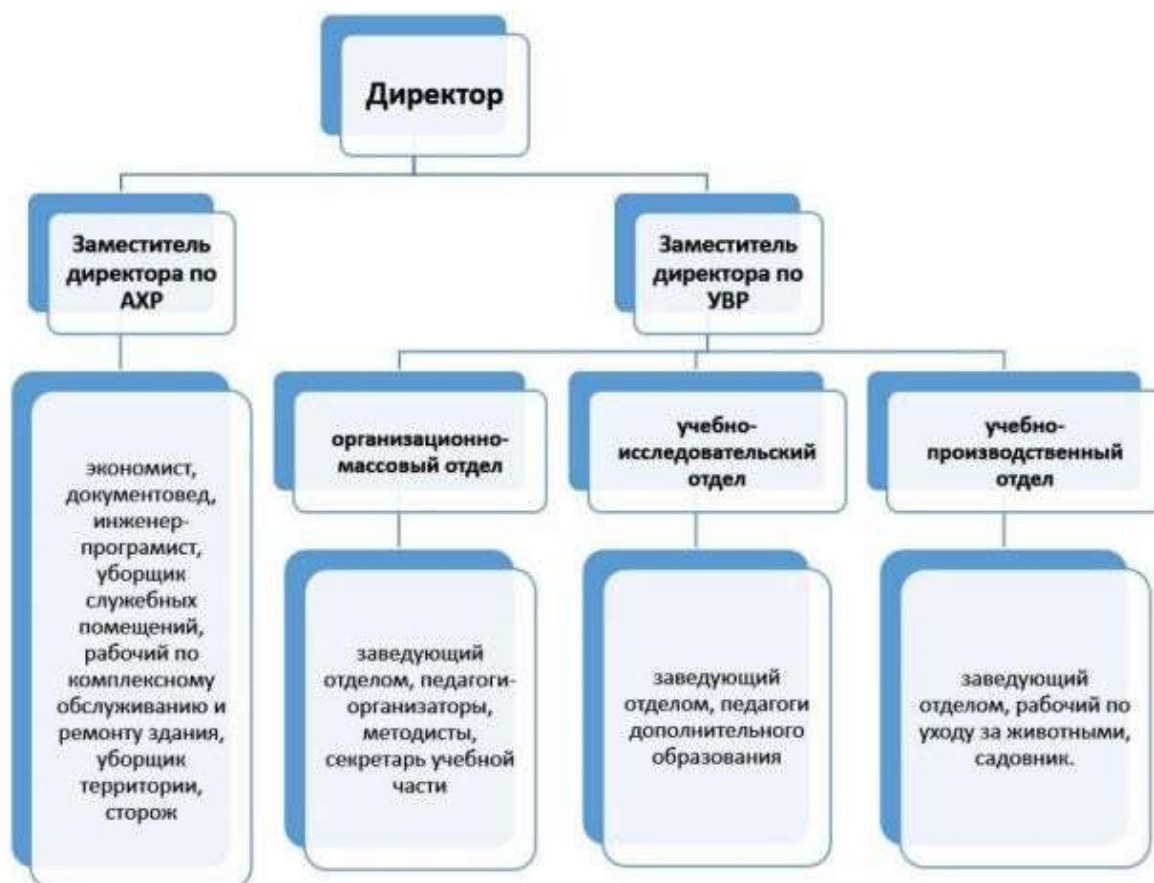 Директор
Заместитель
директора по
АХР
Заместитель
директора по
УВР
экономист,
документовед,
инженер-
програмист,
уборщик
служебных
помещений,
рабочий по
комплексному
обслуживанию и
ремонту здания,
уборщик
территории,
сторож
организационно-
массовый отдел
заведующий
отделом, педагоги-
организаторы,
методисты,
секретарь учебной
части
учебно-
исследовательский
отдел
заведующий
отделом, педагоги
дополнительного
образования
учебно-
производственный
отдел
заведующий
отделом, рабочий по
уходу за животными,
садовник.